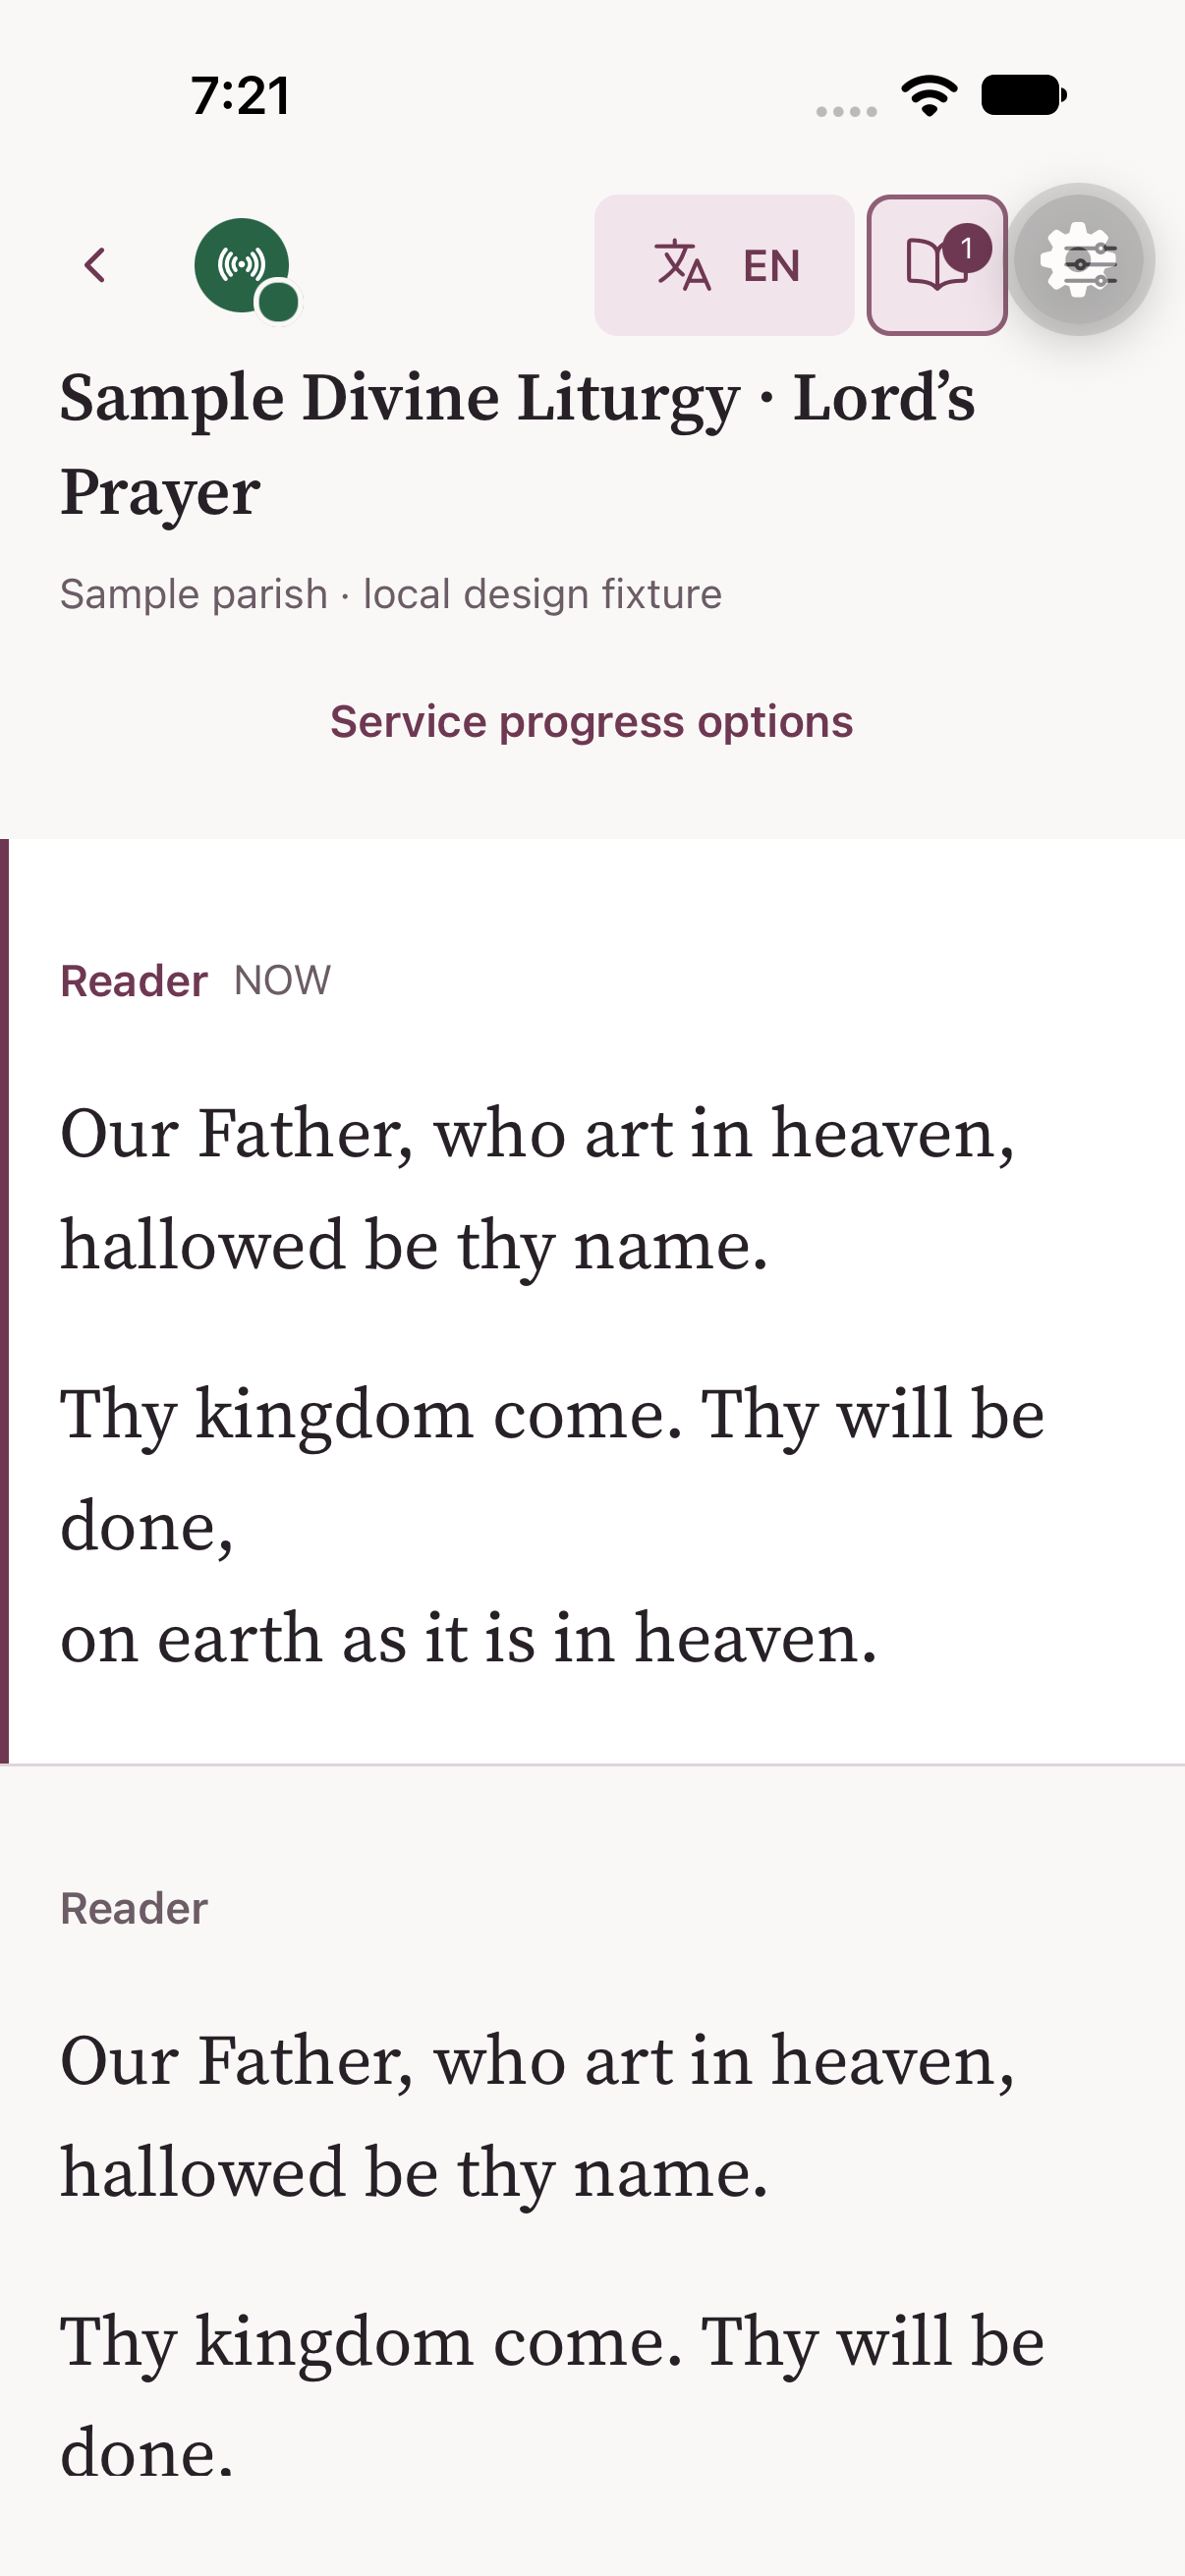 7:21
EN
1
Sample Divine Liturgy · Lord’s
Prayer
Sample parish · local design fixture
Service progress options
Reader NOW
Our Father, who art in heaven,
hallowed be thy name.
Thy kingdom come. Thy will be
done,
on earth as it is in heaven.
Reader
Our Father, who art in heaven,
hallowed be thy name.
Thy kingdom come. Thy will be
done,